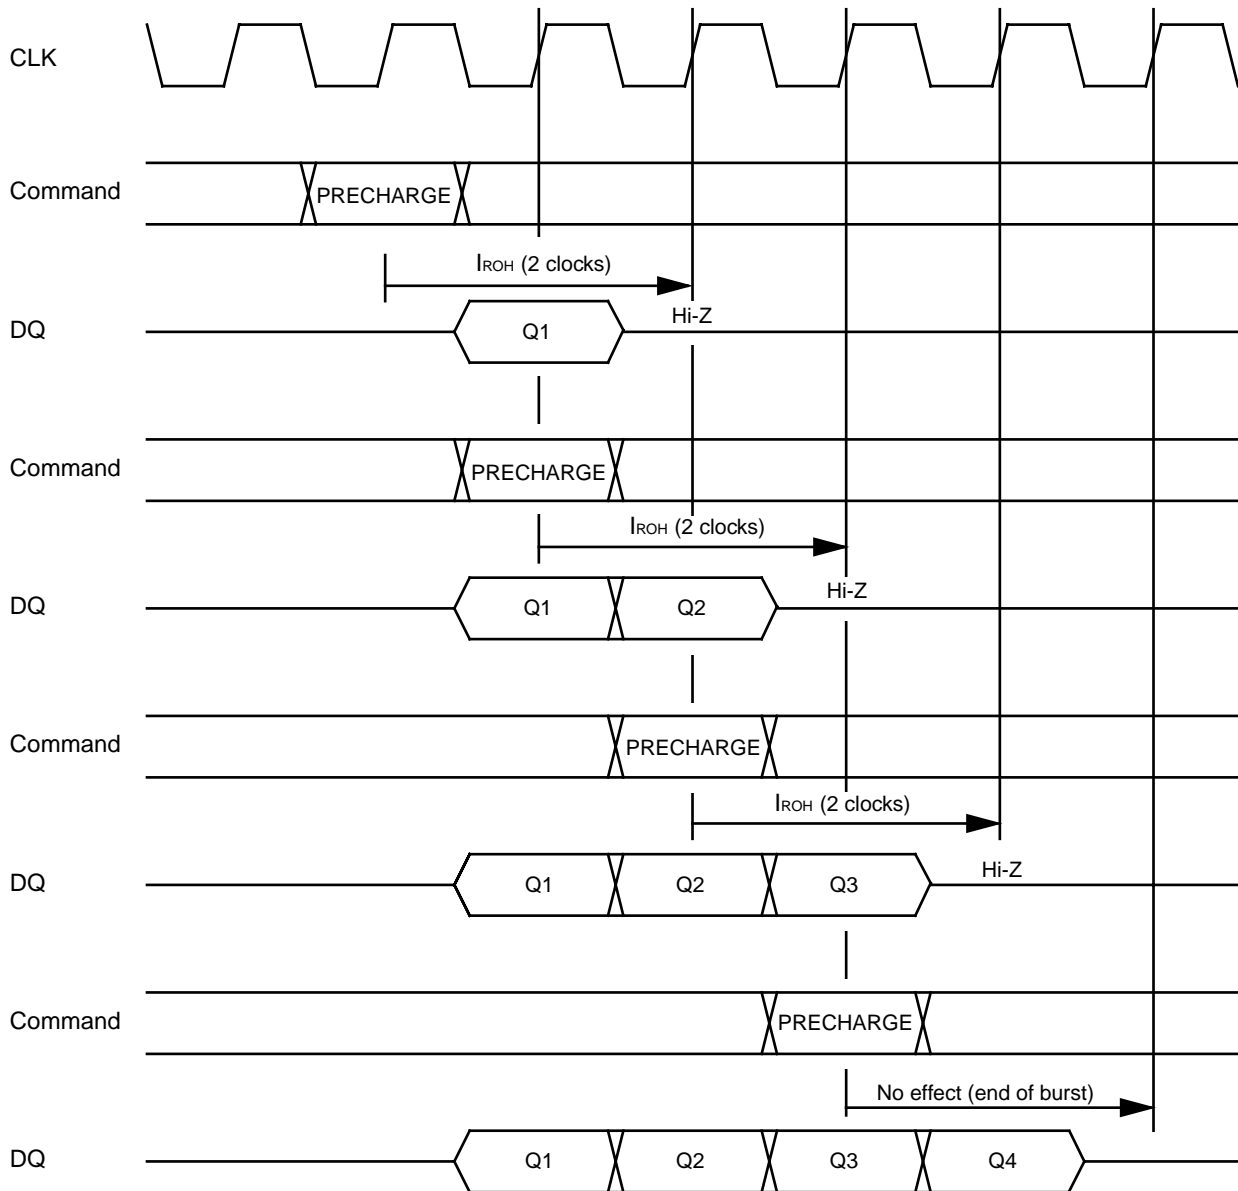 CLK
Command
PRECHARGE
IROH (2 clocks)
DQ
Q1
Hi-Z
Command
PRECHARGE
IROH (2 clocks)
DQ
Q1 Q2
Hi-Z
Command
PRECHARGE
IROH (2 clocks)
DQ
Q1 Q2 Q3
Hi-Z
Command
PRECHARGE
No effect (end of burst)
DQ
Q1 Q2 Q3 Q4